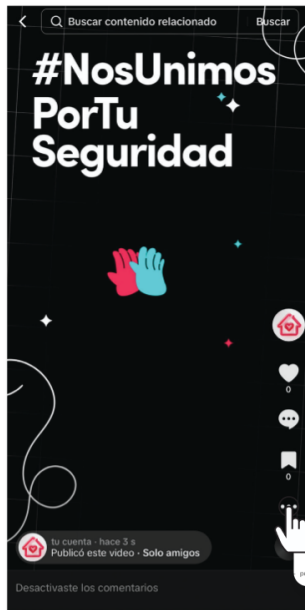 Buscar contenido relacionado
Buscar
#NosUnimos
PorTu
Seguridad
0
0
tu cuenta · hace 3 s
Publicó este video · Solo amigos
Desactivaste los comentarios